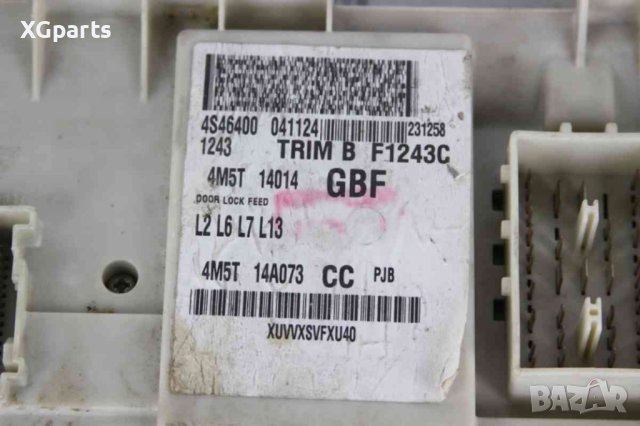 XGparts
4S46400 041124 231258
1243 TRIM B F1243C
4M5T 14014 GBF
DOOR LOCK FEED
L2 L6 L7 L13
4M5T 14A073 CC PJB
XUVVXSVFXU40
BAZAR